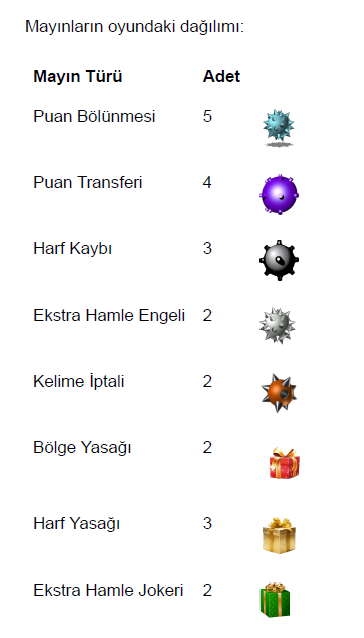 Mayınların oyundaki dağılımı:
Mayın Türü Adet
Puan Bölünmesi 5
Puan Transferi 4
Harf Kaybı 3
Ekstra Hamle Engeli 2
Kelime İptali 2
Bölge Yasağı 2
Harf Yasağı 3
Ekstra Hamle Jokeri 2